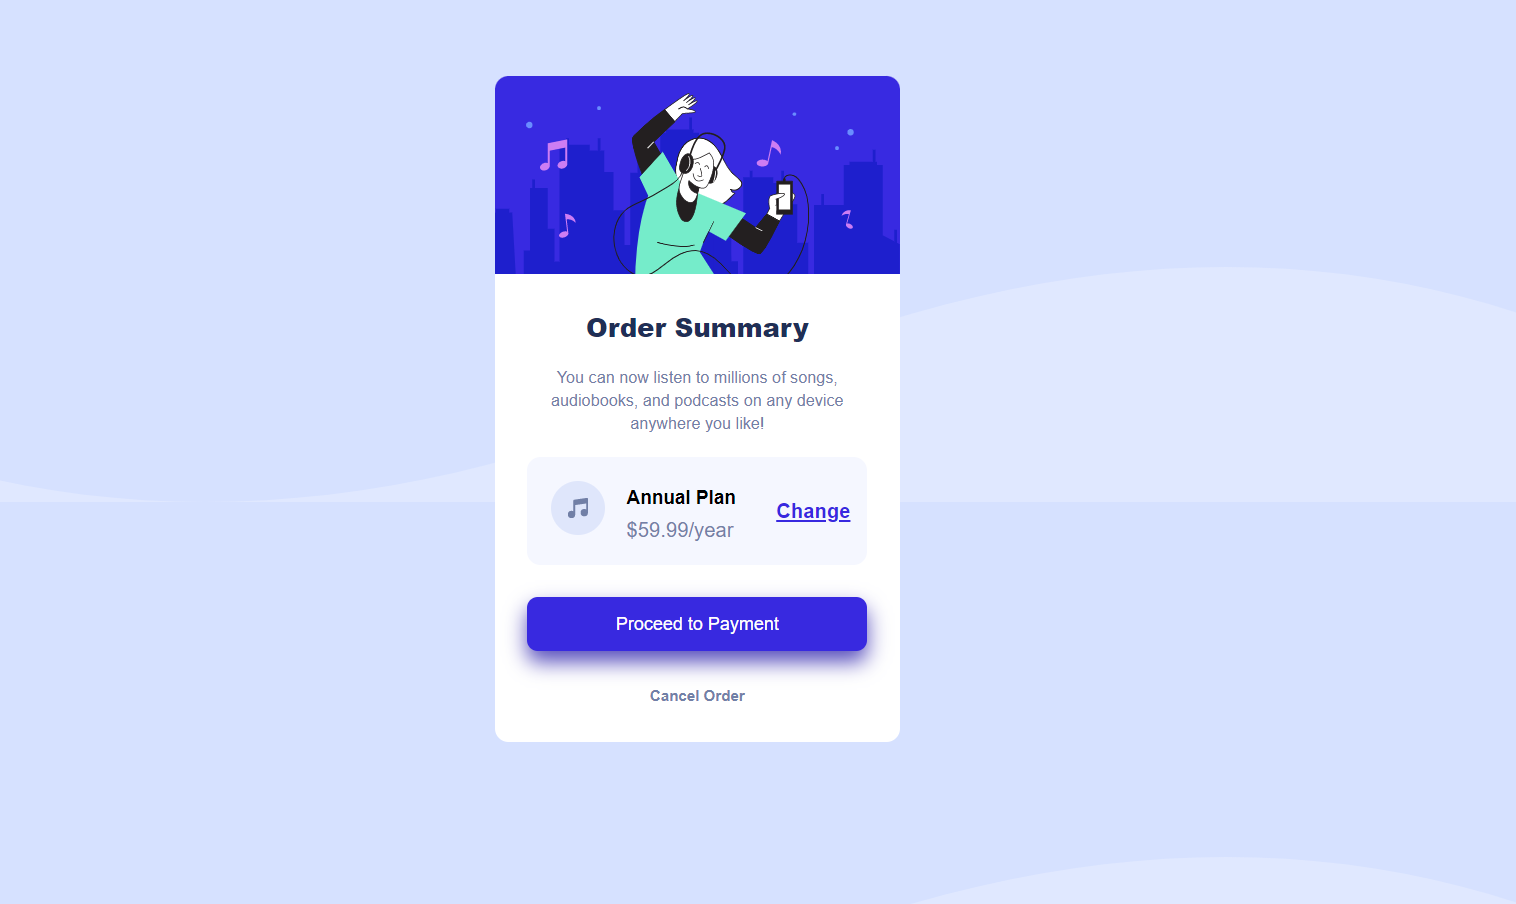 Order Summary
You can now listen to millions of songs,
audiobooks, and podcasts on any device
anywhere you like!
Annual Plan
$59.99/year
Change
Proceed to Payment
Cancel Order